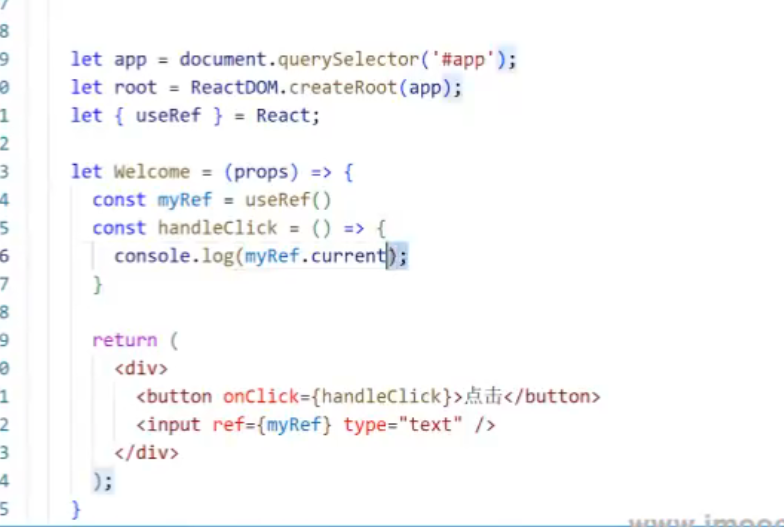 7
8
9 let app = document.querySelector('#app');
0 let root = ReactDOM.createRoot(app);
1 let { useRef } = React;
2
3 let Welcome = (props) => {
4 const myRef = useRef()
5 const handleClick = () => {
6 console.log(myRef.current);
7 }
8
9 return (
0 <div>
1 <button onClick={handleClick}>点击</button>
2 <input ref={myRef} type="text" />
3 </div>
4 );
5 }